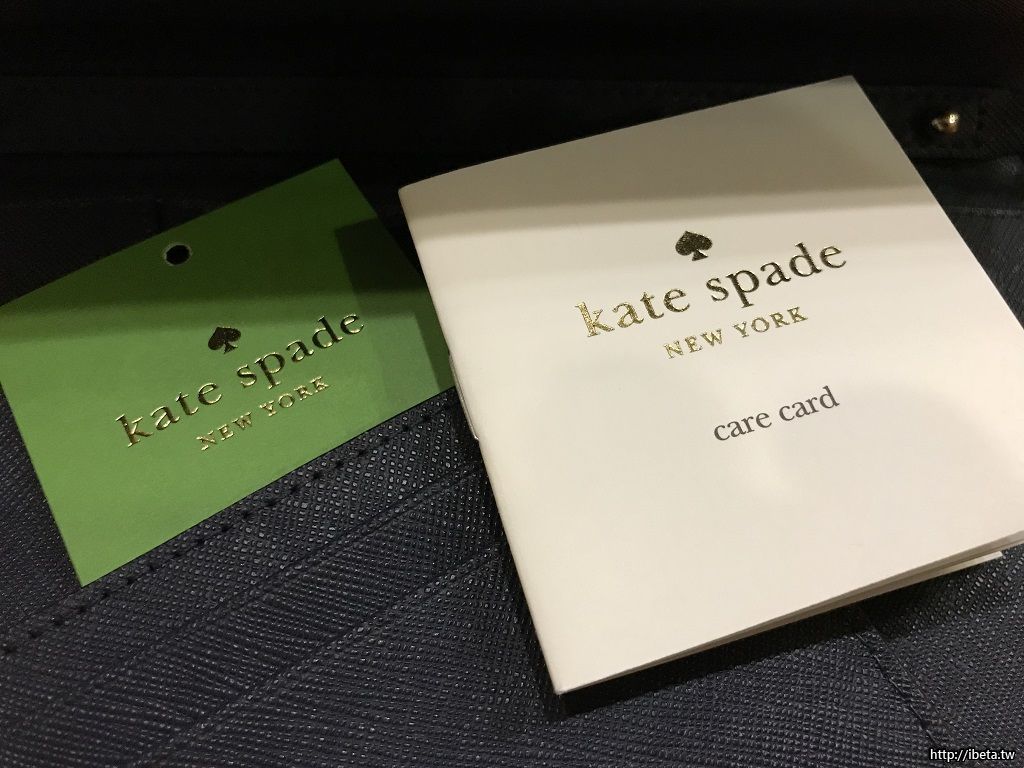 kate spade
NEW YORK
kate spade
NEW YORK
care card
http://ibeta.tw